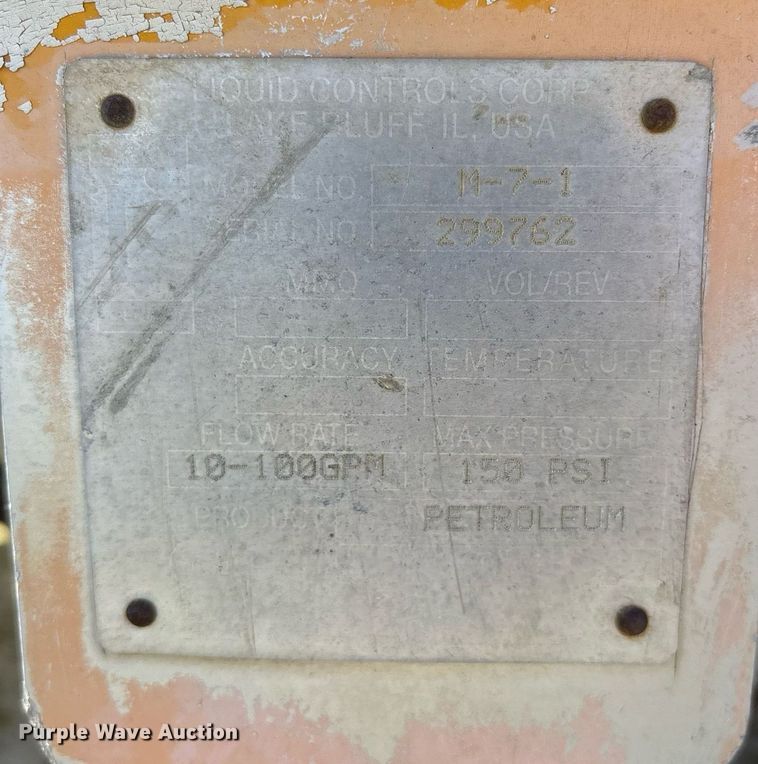 LIQUID CONTROLS CORP
LAKE BLUFF IL, USA
MODEL NO M-7-1
SERIAL NO 299762
VOL/REV
ACCURACY TEMPERATURE
FLOW RATE MAX PRESSURE
10-100GPM 150 PSI
PETROLEUM
Purple Wave Auction